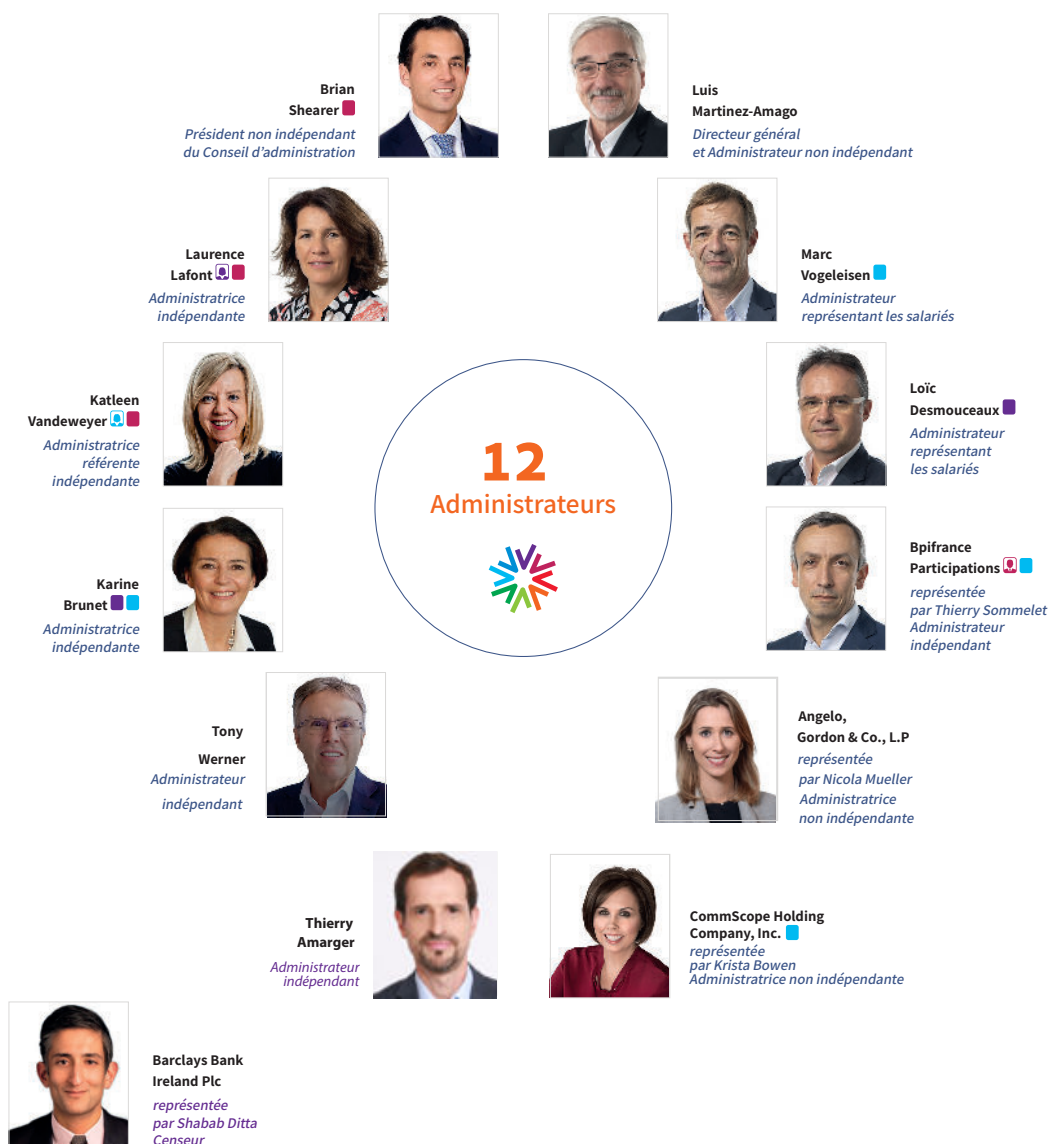 Brian
Shearer
Président non indépendant
du Conseil d'administration
Luis
Martinez-Amago
Directeur général
et Administrateur non indépendant
Laurence
Lafont
Administratrice
indépendante
Marc
Vogeleisen
Administrateur
représentant les salariés
Katleen
Vandeweyer
Administratrice
référente
indépendante
12
Administrateurs
Loïc
Desmouceaux
Administrateur
représentant
les salariés
Karine
Brunet
Administratrice
indépendante
Bpifrance
Participations
représentée
par Thierry Sommelet
Administrateur
indépendant
Tony
Werner
Administrateur
indépendant
Angelo,
Gordon & Co., L.P
représentée
par Nicola Mueller
Administratrice
non indépendante
Thierry
Amarger
Administrateur
indépendant
CommScope Holding
Company, Inc.
représentée
par Krista Bowen
Administratrice non indépendante
Barclays Bank
Ireland Plc
représentée
par Shabab Ditta
Censeur